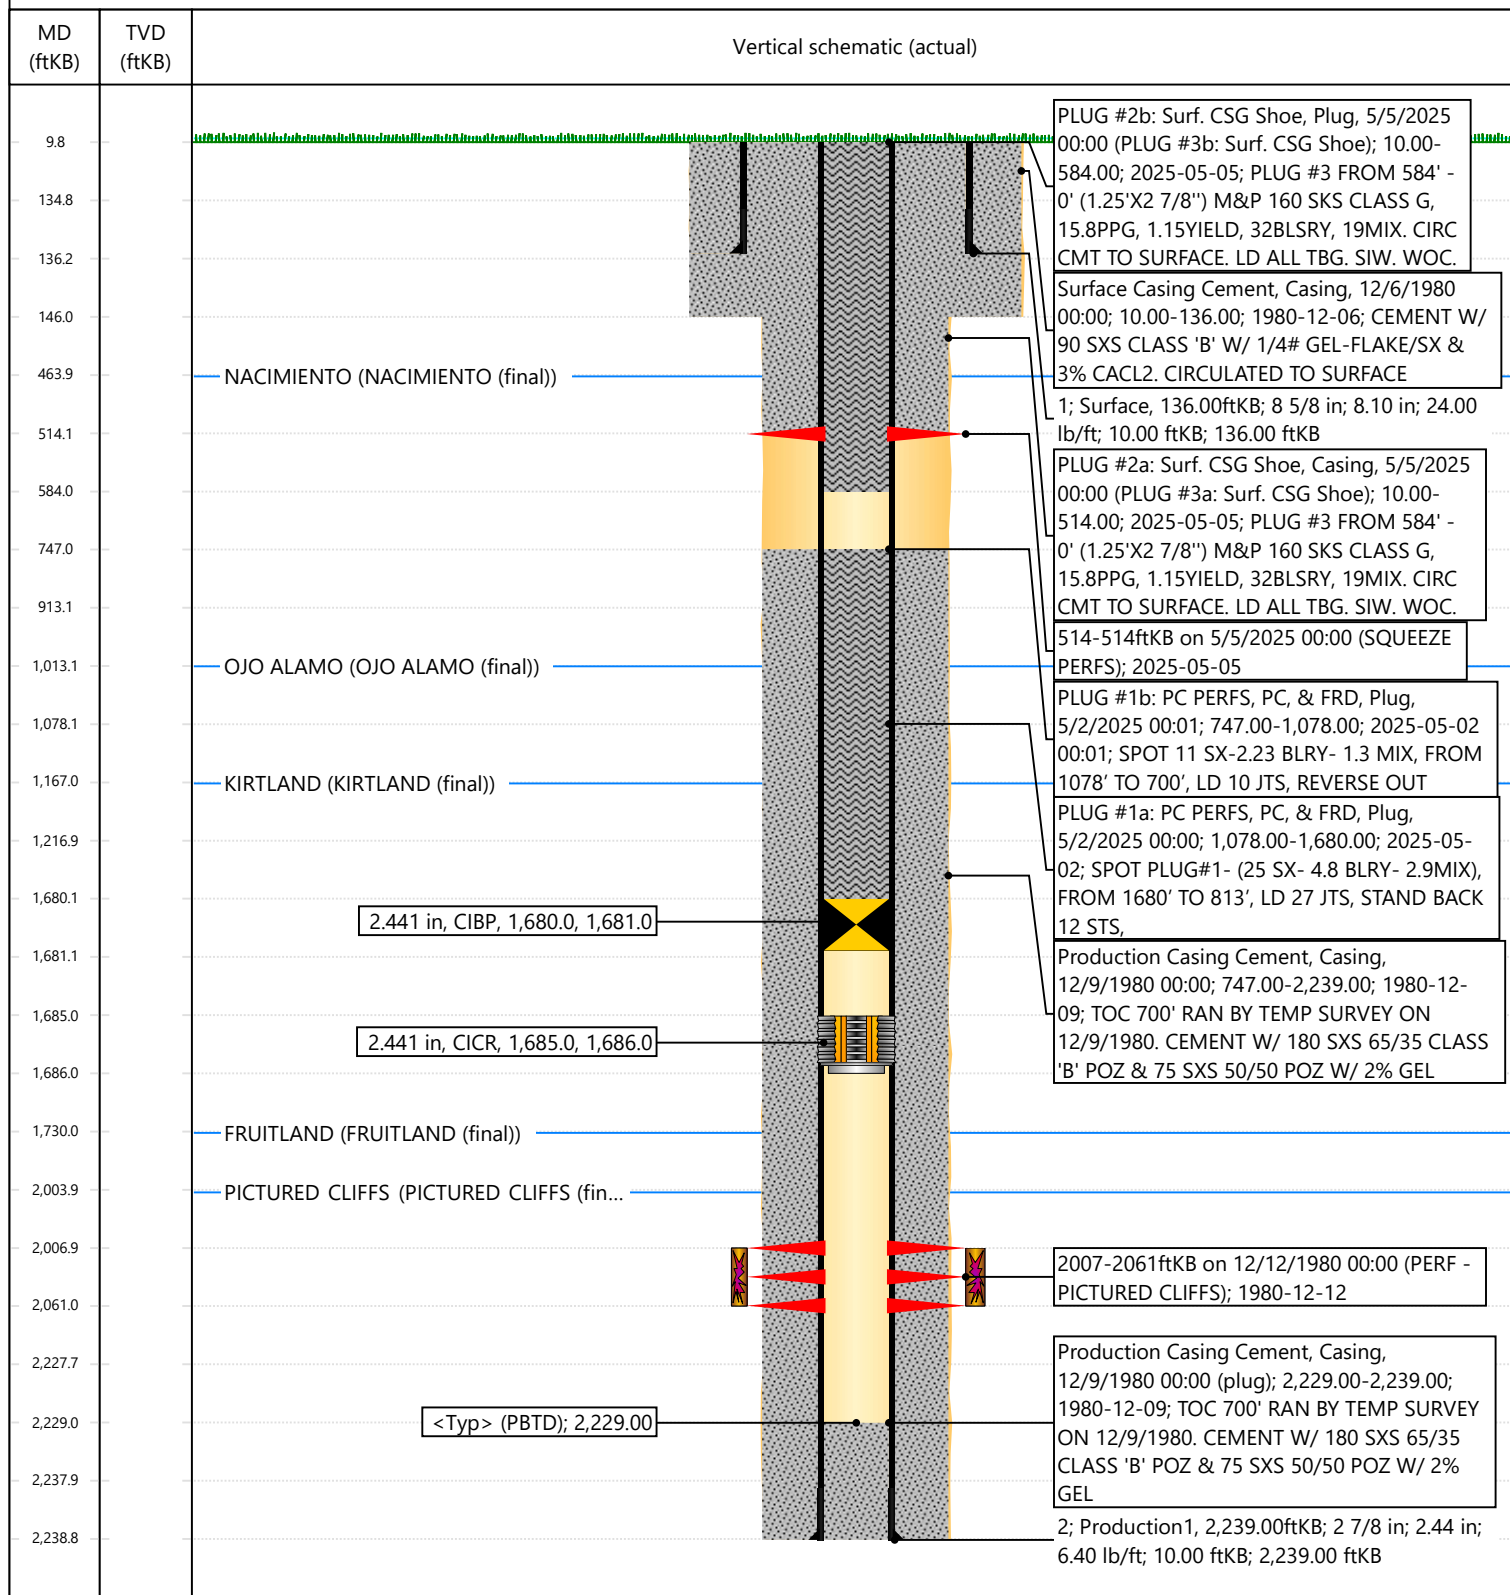 MD
(ftKB)
TVD
(ftKB)
Vertical schematic (actual)
9.8
134.8
136.2
146.0
463.9
514.1
584.0
747.0
913.1
1,013.1
1,078.1
1,167.0
1,216.9
1,680.1
1,681.1
1,685.0
1,686.0
1,730.0
2,003.9
2,006.9
2,061.0
2,227.7
2,229.0
2,237.9
2,238.8
NACIMIENTO (NACIMIENTO (final))
OJO ALAMO (OJO ALAMO (final))
KIRTLAND (KIRTLAND (final))
2.441 in, CIBP, 1,680.0, 1,681.0
2.441 in, CICR, 1,685.0, 1,686.0
FRUITLAND (FRUITLAND (final))
PICTURED CLIFFS (PICTURED CLIFFS (fin...
<Typ> (PBTD); 2,229.00
PLUG #2b: Surf. CSG Shoe, Plug, 5/5/2025
00:00 (PLUG #3b: Surf. CSG Shoe); 10.00-
584.00; 2025-05-05; PLUG #3 FROM 584' -
0' (1.25'X2 7/8'') M&P 160 SKS CLASS G,
15.8PPG, 1.15YIELD, 32BLSRY, 19MIX. CIRC
CMT TO SURFACE. LD ALL TBG. SIW. WOC.
Surface Casing Cement, Casing, 12/6/1980
00:00; 10.00-136.00; 1980-12-06; CEMENT W/
90 SXS CLASS 'B' W/ 1/4# GEL-FLAKE/SX &
3% CACL2. CIRCULATED TO SURFACE
1; Surface, 136.00ftKB; 8 5/8 in; 8.10 in; 24.00
lb/ft; 10.00 ftKB; 136.00 ftKB
PLUG #2a: Surf. CSG Shoe, Casing, 5/5/2025
00:00 (PLUG #3a: Surf. CSG Shoe); 10.00-
514.00; 2025-05-05; PLUG #3 FROM 584' -
0' (1.25'X2 7/8'') M&P 160 SKS CLASS G,
15.8PPG, 1.15YIELD, 32BLSRY, 19MIX. CIRC
CMT TO SURFACE. LD ALL TBG. SIW. WOC.
514-514ftKB on 5/5/2025 00:00 (SQUEEZE
PERFS); 2025-05-05
PLUG #1b: PC PERFS, PC, & FRD, Plug,
5/2/2025 00:01; 747.00-1,078.00; 2025-05-02
00:01; SPOT 11 SX-2.23 BLRY- 1.3 MIX, FROM
1078’ TO 700’, LD 10 JTS, REVERSE OUT
PLUG #1a: PC PERFS, PC, & FRD, Plug,
5/2/2025 00:00; 1,078.00-1,680.00; 2025-05-
02; SPOT PLUG#1- (25 SX- 4.8 BLRY- 2.9MIX),
FROM 1680’ TO 813’, LD 27 JTS, STAND BACK
12 STS,
Production Casing Cement, Casing,
12/9/1980 00:00; 747.00-2,239.00; 1980-12-
09; TOC 700' RAN BY TEMP SURVEY ON
12/9/1980. CEMENT W/ 180 SXS 65/35 CLASS
'B' POZ & 75 SXS 50/50 POZ W/ 2% GEL
2007-2061ftKB on 12/12/1980 00:00 (PERF -
PICTURED CLIFFS); 1980-12-12
Production Casing Cement, Casing,
12/9/1980 00:00 (plug); 2,229.00-2,239.00;
1980-12-09; TOC 700' RAN BY TEMP SURVEY
ON 12/9/1980. CEMENT W/ 180 SXS 65/35
CLASS 'B' POZ & 75 SXS 50/50 POZ W/ 2%
GEL
2; Production1, 2,239.00ftKB; 2 7/8 in; 2.44 in;
6.40 lb/ft; 10.00 ftKB; 2,239.00 ftKB